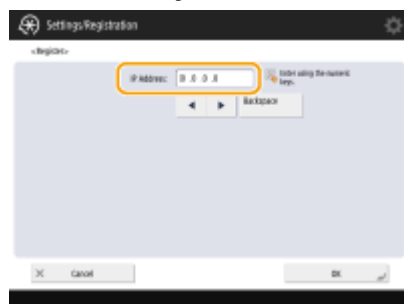 Settings/Registration
<Register>
IP Address: 0 .0 .0 .0
Enter using the numeric
keys.
Backspace
Cancel
OK